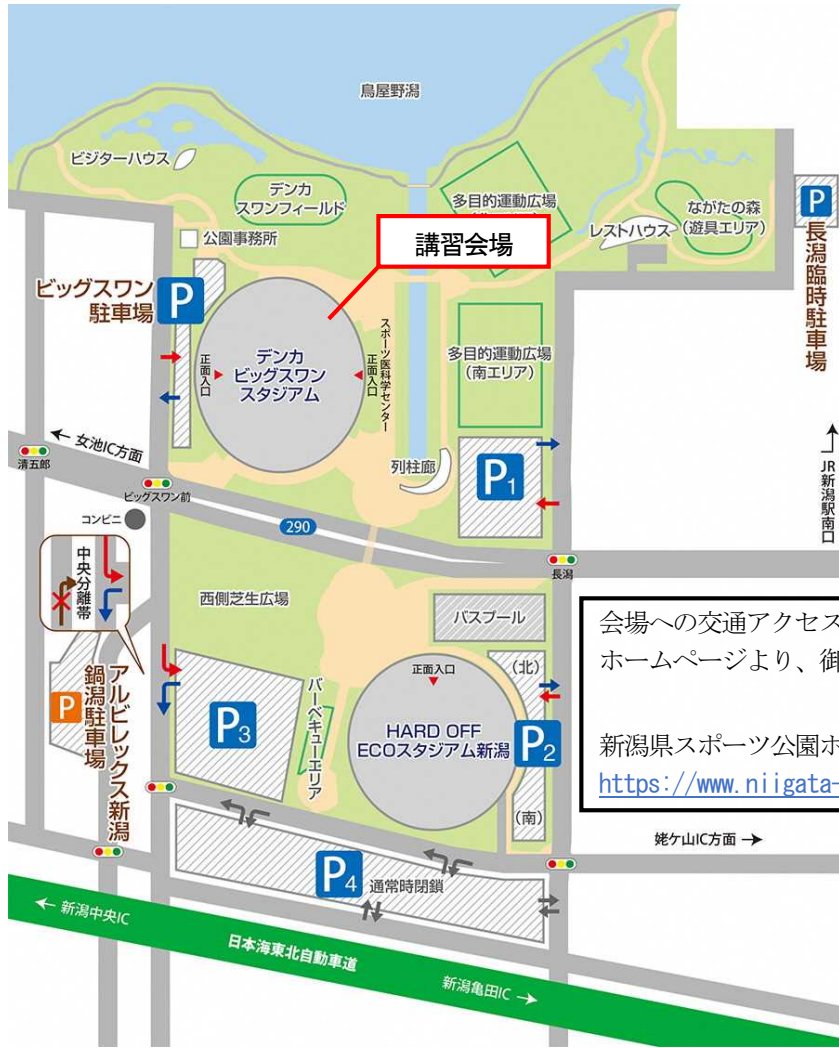 鳥屋野潟
ビジターハウス
デンカ
スワンフィールド
多目的運動広場
ながたの森
(遊具エリア)
レストハウス
P
長潟臨時駐車場
講習会場
公園事務所
ビッグスワン
駐車場
P
デンカ
ビッグスワン
スタジアム
正面入口
正面入口
スポーツ医科学センター
多目的運動広場
(南エリア)
列柱廊
P1
← 女池IC方面
清五郎
ビッグスワン前
コンビニ
290
長潟
JR新潟駅南口
中央分離帯
西側芝生広場
バスプール
正面入口
(北)
P3
バーベキューエリア
HARD OFF
ECOスタジアム新潟
P2
(南)
P
アルビレックス新潟
鍋潟駐車場
会場への交通アクセス
ホームページより、御
新潟県スポーツ公園ホ
https://www.niigata-
姥ケ山IC方面 →
P4
通常時閉鎖
← 新潟中央IC
日本海東北自動車道
新潟亀田IC →